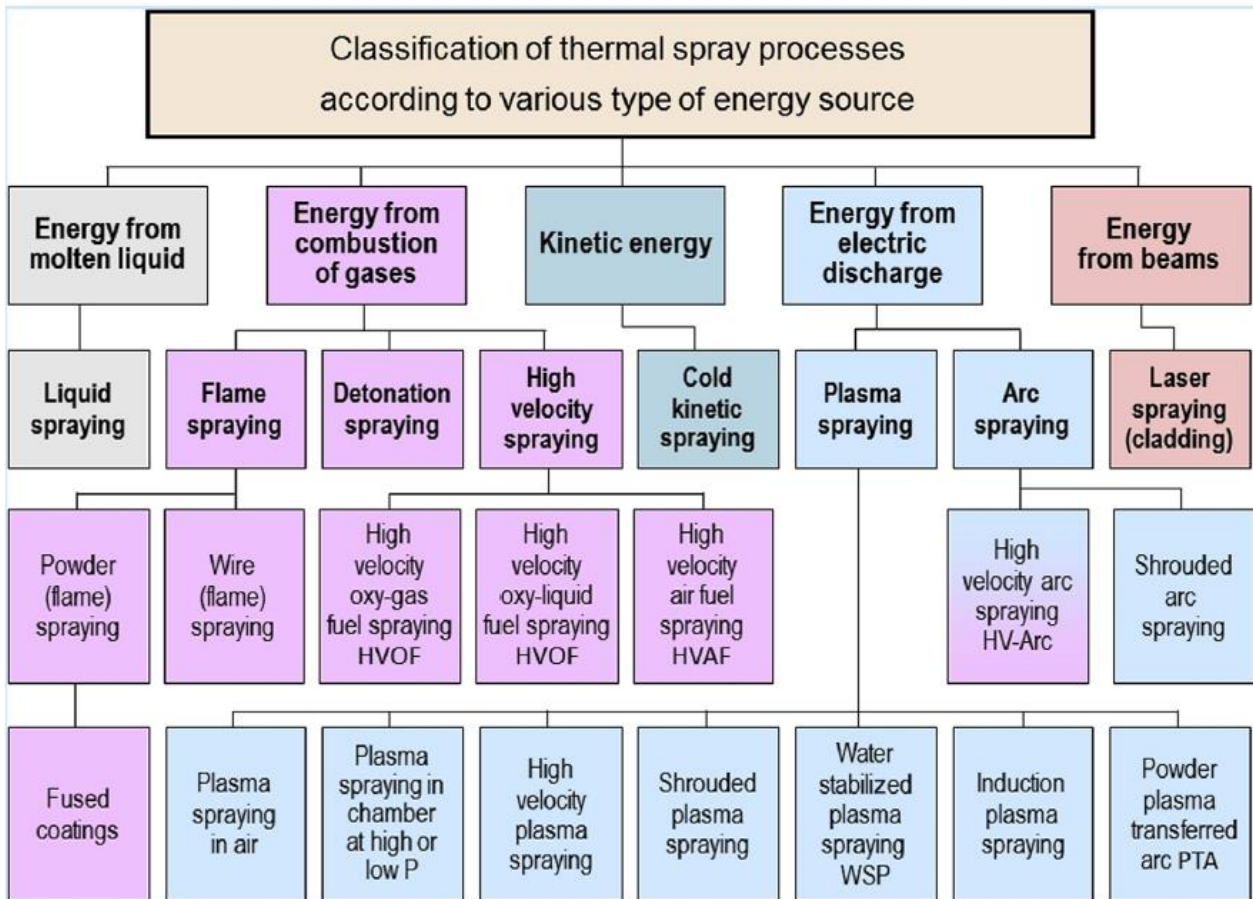 Classification of thermal spray processes
according to various type of energy source
Energy from
molten liquid
Energy from
combustion
of gases
Kinetic energy
Energy from
electric
discharge
Energy
from beams
Liquid
spraying
Flame
spraying
Detonation
spraying
High
velocity
spraying
Cold
kinetic
spraying
Plasma
spraying
Arc
spraying
Laser
spraying
(cladding)
Powder
(flame)
spraying
Wire
(flame)
spraying
High
velocity
oxy-gas
fuel spraying
HVOF
High
velocity
oxy-liquid
fuel spraying
HVOF
High
velocity
air fuel
spraying
HVAF
High
velocity arc
spraying
HV-Arc
Shrouded
arc
spraying
Fused
coatings
Plasma
spraying
in air
Plasma
spraying in
chamber
at high or
low P
High
velocity
plasma
spraying
Shrouded
plasma
spraying
Water
stabilized
plasma
spraying
WSP
Induction
plasma
spraying
Powder
plasma
transferred
arc PTA